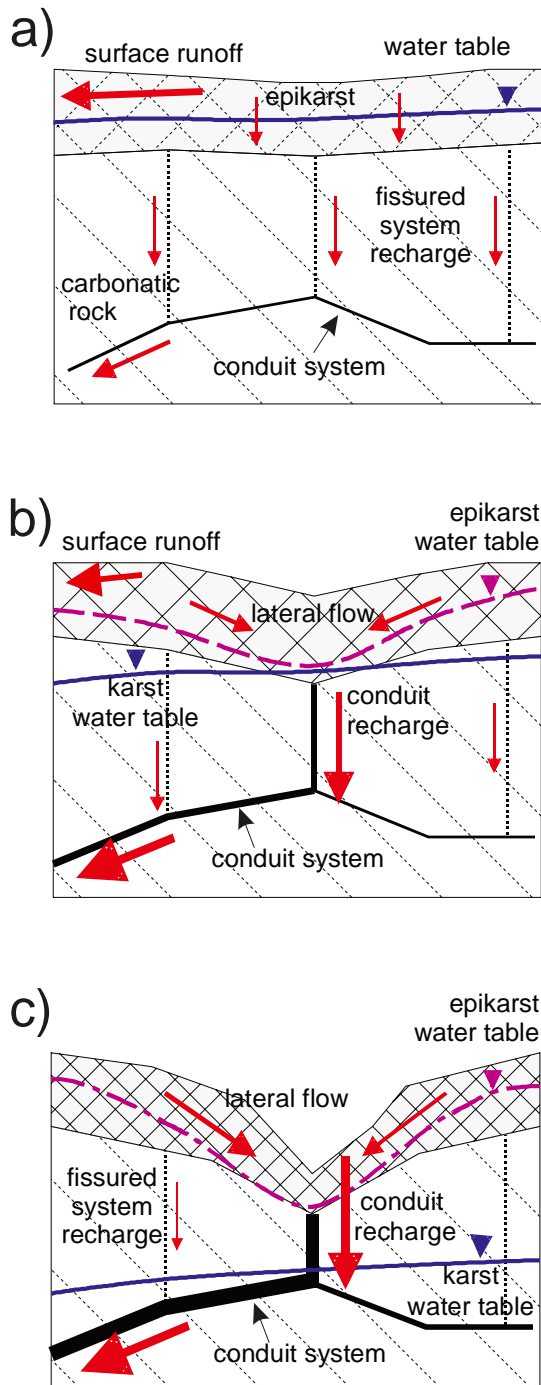 a)
surface runoff
water table
epikarst
fissured
system
recharge
carbonatic
rock
conduit system
b)
epikarst
water table
surface runoff
lateral flow
karst
water table
conduit
recharge
conduit system
c)
epikarst
water table
lateral flow
fissured
system
recharge
conduit
recharge
karst
water table
conduit system